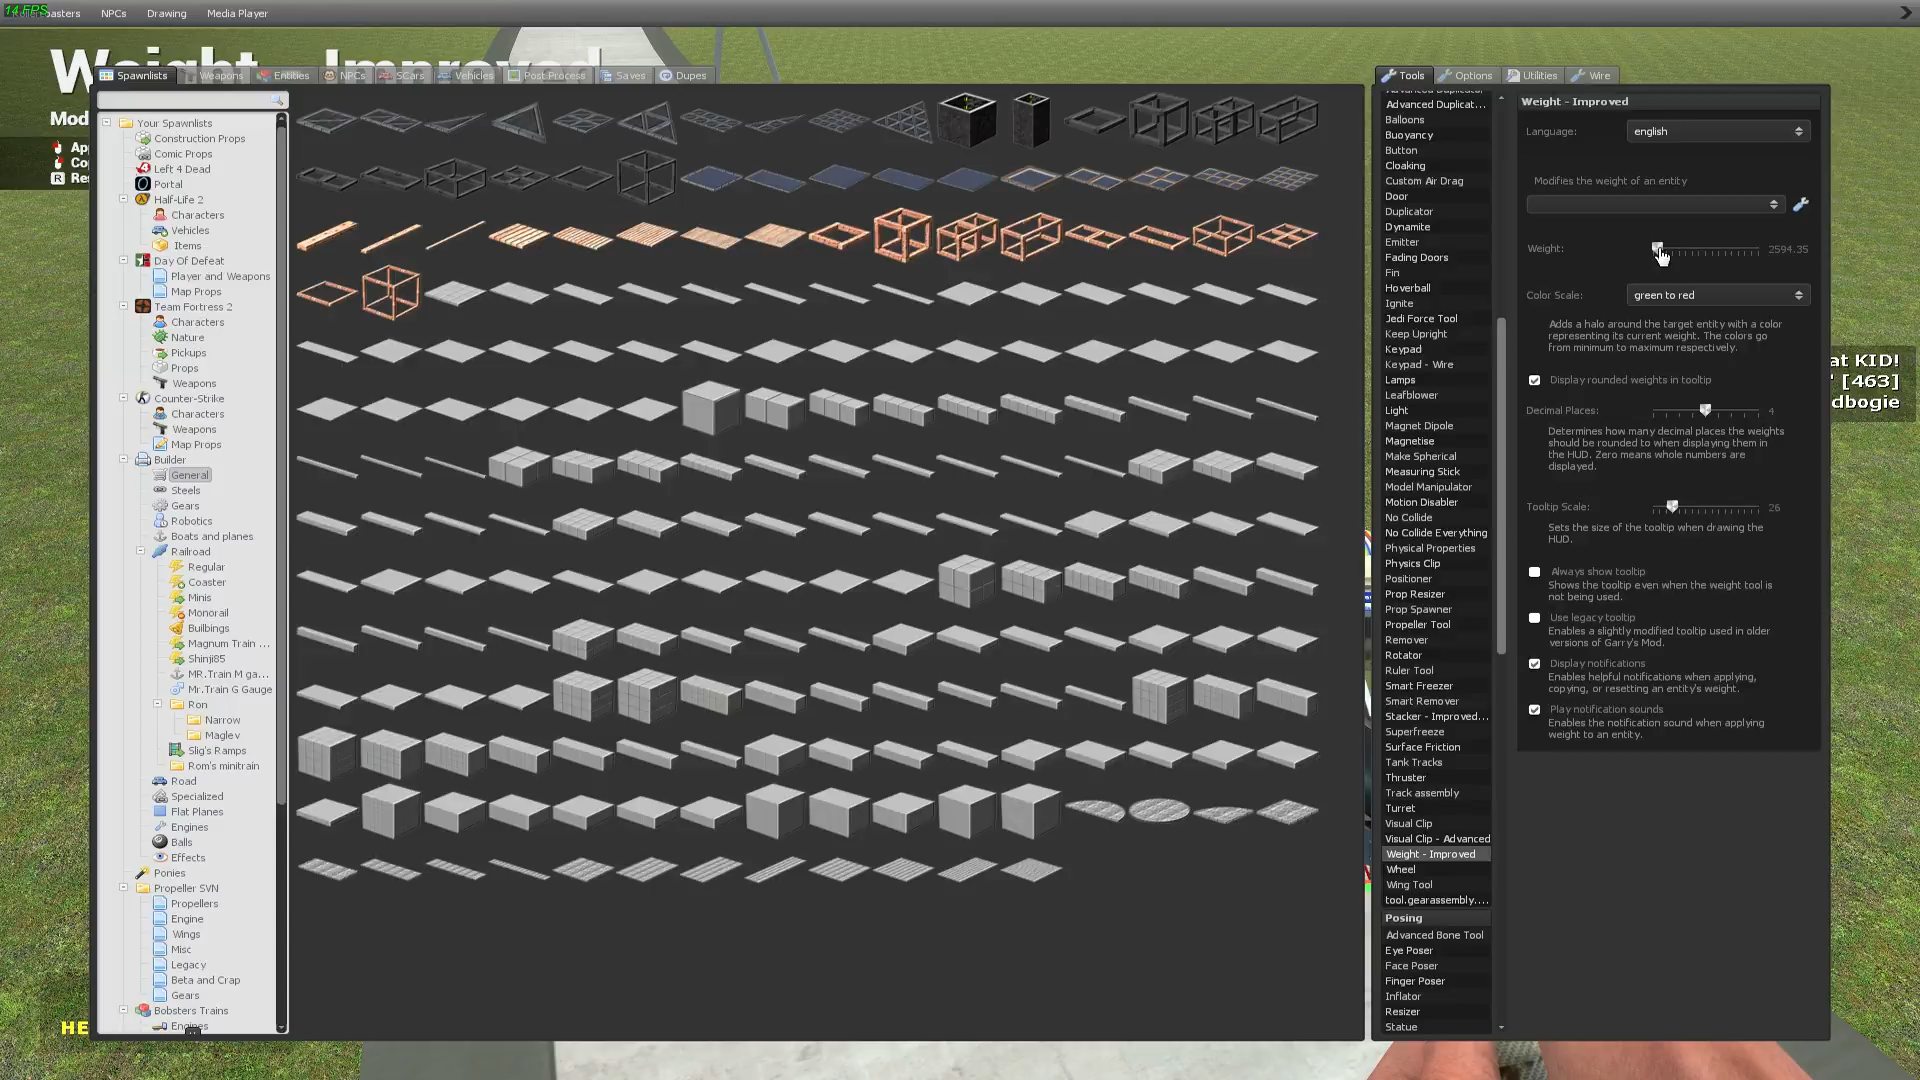 14 FPS
asters
NPCs
Drawing
Media Player
Weight - Improved
Mod
Ap
Co
R Res
Spawnlists
Weapons
Entities
NPCs
SCars
Vehicles
Post Process
Saves
Dupes
Your Spawnlists
Construction Props
Comic Props
Left 4 Dead
Portal
Half-Life 2
Characters
Vehicles
Items
Day Of Defeat
Player and Weapons
Map Props
Team Fortress 2
Characters
Nature
Pickups
Props
Weapons
Counter-Strike
Characters
Weapons
Map Props
Builder
General
Steels
Gears
Robotics
Boats and planes
Railroad
Regular
Coaster
Minis
Monorail
Builbings
Magnum Train ...
Shinji85
MR.Train M ga...
Mr.Train G Gauge
Ron
Narrow
Maglev
Slig's Ramps
Rom's minitrain
Road
Specialized
Flat Planes
Engines
Balls
Effects
Ponies
Propeller SVN
Propellers
Engine
Wings
Misc
Legacy
Beta and Crap
Gears
Bobsters Trains
Engines
HE
Tools
Options
Utilities
Wire
Advanced Duplicator
Advanced Duplicat...
Balloons
Buoyancy
Button
Cloaking
Custom Air Drag
Door
Duplicator
Dynamite
Emitter
Fading Doors
Fin
Hoverball
Ignite
Jedi Force Tool
Keep Upright
Keypad
Keypad - Wire
Lamps
Leafblower
Light
Magnet Dipole
Magnetise
Make Spherical
Measuring Stick
Model Manipulator
Motion Disabler
No Collide
No Collide Everything
Physical Properties
Physics Clip
Positioner
Prop Resizer
Prop Spawner
Propeller Tool
Remover
Rotator
Ruler Tool
Smart Freezer
Smart Remover
Stacker - Improved...
Superfreeze
Surface Friction
Tank Tracks
Thruster
Track assembly
Turret
Visual Clip
Visual Clip - Advanced
Weight - Improved
Wheel
Wing Tool
tool.gearassembly....
Posing
Advanced Bone Tool
Eye Poser
Face Poser
Finger Poser
Inflator
Resizer
Statue
Weight - Improved
Language:
english
Modifies the weight of an entity
Weight:
2594.35
Color Scale:
green to red
Adds a halo around the target entity with a color
representing its current weight. The colors go
from minimum to maximum respectively.
Display rounded weights in tooltip
Decimal Places:
4
Determines how many decimal places the weights
should be rounded to when displaying them in
the HUD. Zero means whole numbers are
displayed.
Tooltip Scale:
26
Sets the size of the tooltip when drawing the
HUD.
Always show tooltip
Shows the tooltip even when the weight tool is
not being used.
Use legacy tooltip
Enables a slightly modified tooltip used in older
versions of Garry's Mod.
Display notifications
Enables helpful notifications when applying,
copying, or resetting an entity's weight.
Play notification sounds
Enables the notification sound when applying
weight to an entity.
at KID!
' [463]
dbogie